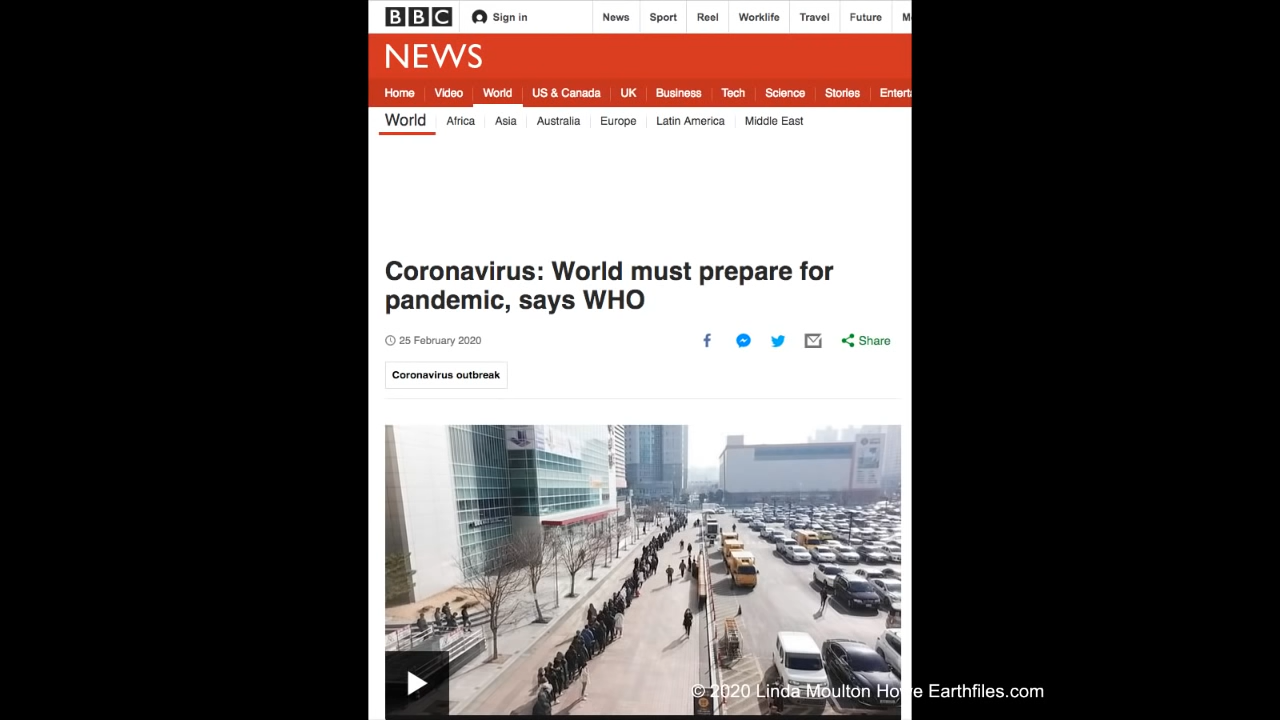 BBC Sign in News Sport Reel Worklife Travel Future M
NEWS
Home Video World US & Canada UK Business Tech Science Stories Enterta
World Africa Asia Australia Europe Latin America Middle East
Coronavirus: World must prepare for
pandemic, says WHO
25 February 2020 Share
Coronavirus outbreak
© 2020 Linda Moulton Howe Earthfiles.com